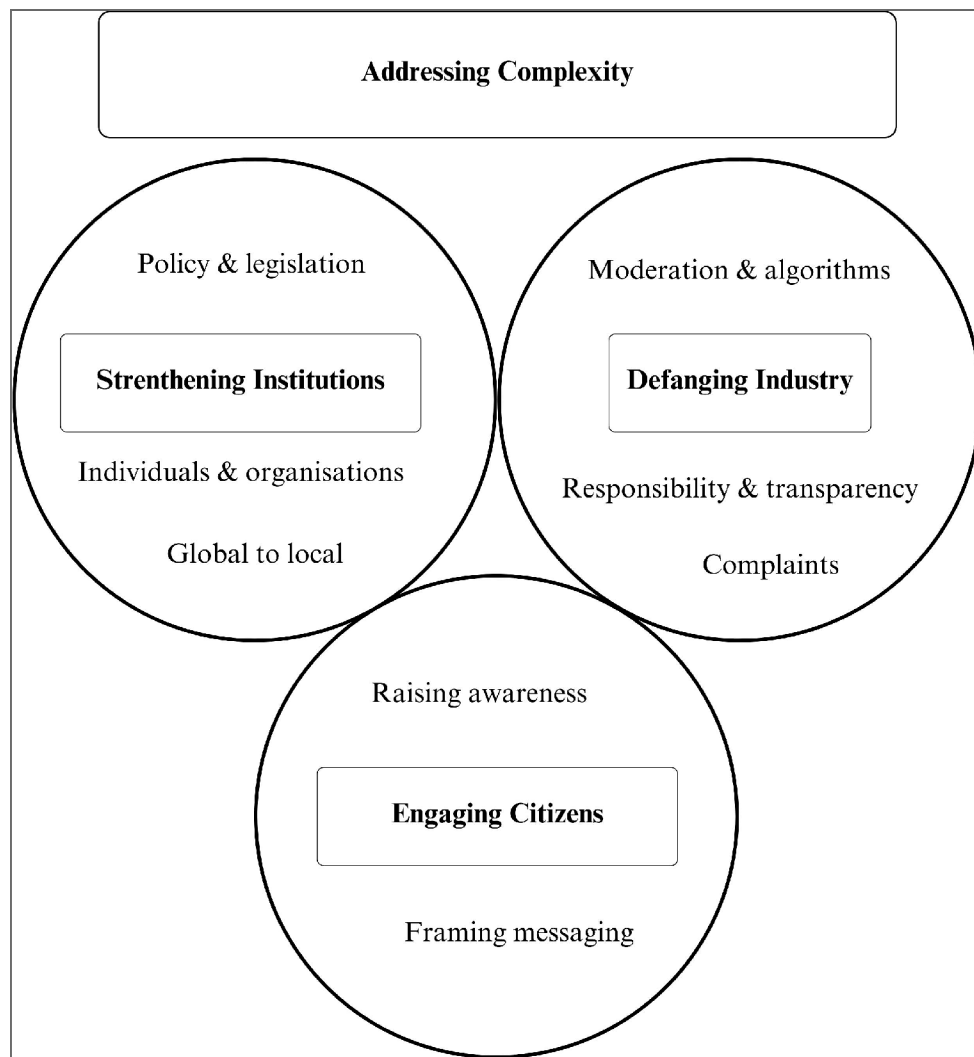 Addressing Complexity
Policy & legislation
Strenthening Institutions
Individuals & organisations
Global to local
Moderation & algorithms
Defanging Industry
Responsibility & transparency
Complaints
Raising awareness
Engaging Citizens
Framing messaging